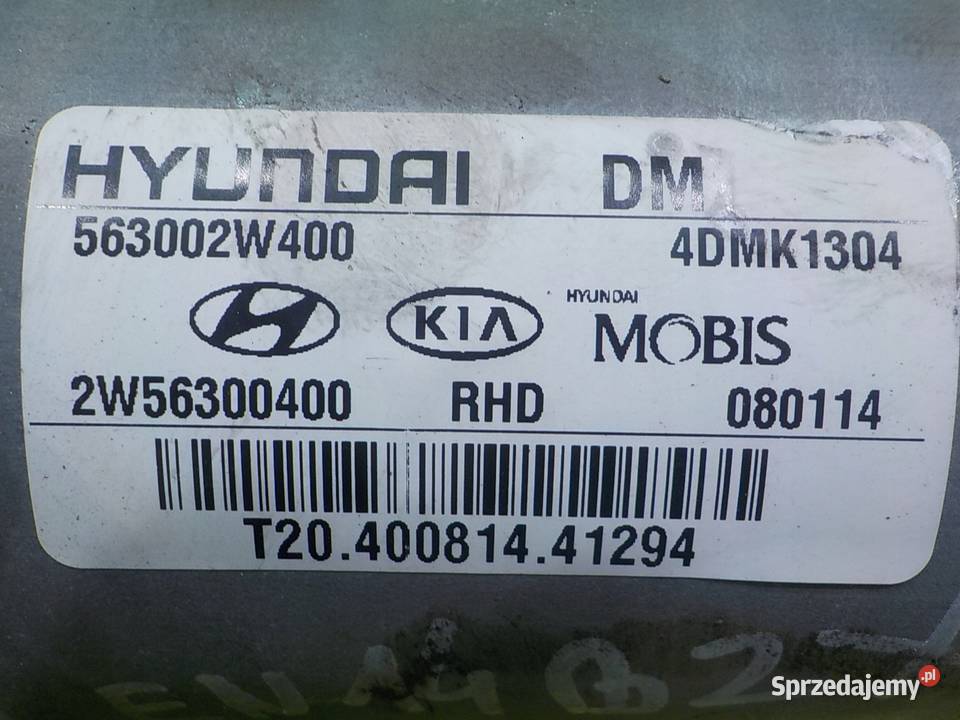 HYUNDAI DM
563002W400 4DMK1304
KIA HYUNDAI MOBIS
2W56300400 RHD 080114
T20.400814.41294
Sprzedajemy.pl